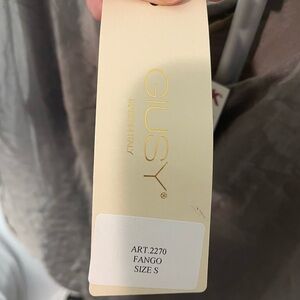 GIUSY®
MADE IN ITALY
ART.2270
FANGO
SIZE S